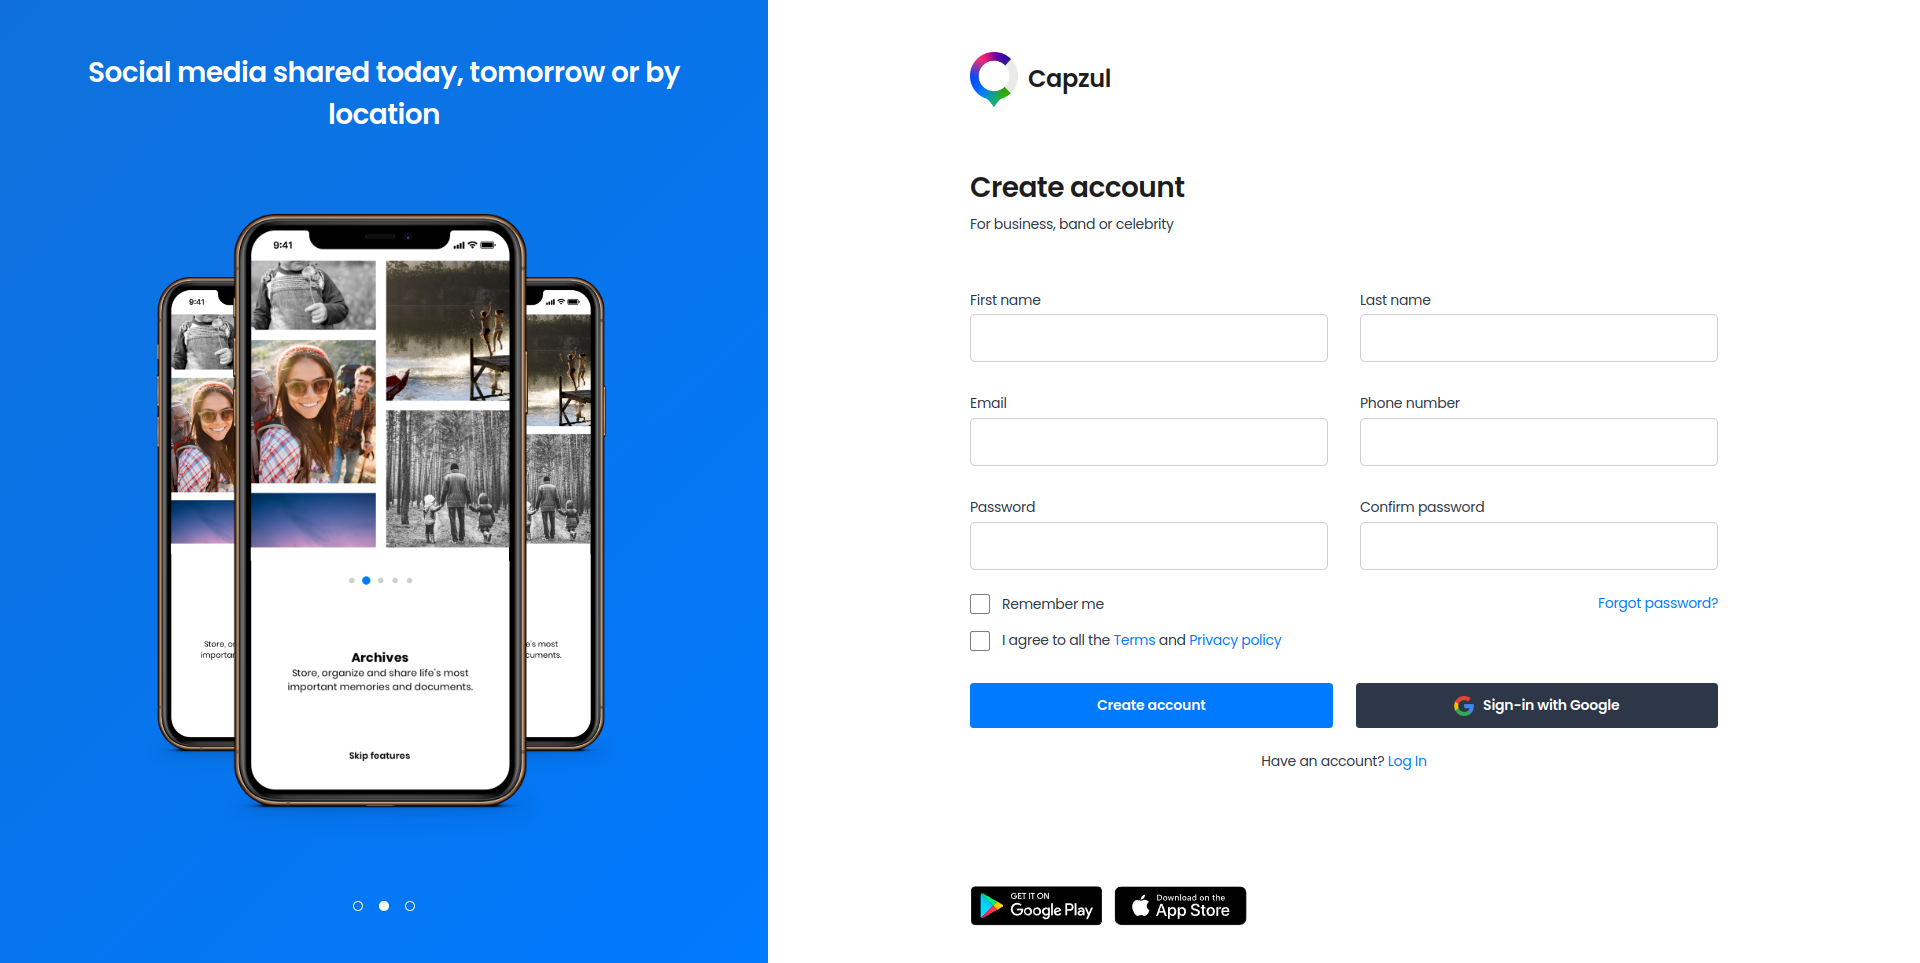 Social media shared today, tomorrow or by
location
9:41
9:41
Archives
Store, organize and share life's most
important memories and documents.
Skip features
Store, o
importan
e's most
cuments.
Capzul
Create account
For business, band or celebrity
First name
Last name
Email
Phone number
Password
Confirm password
Remember me
Forgot password?
I agree to all the Terms and Privacy policy
Create account
Sign-in with Google
Have an account? Log In
GET IT ON
Google Play
Download on the
App Store